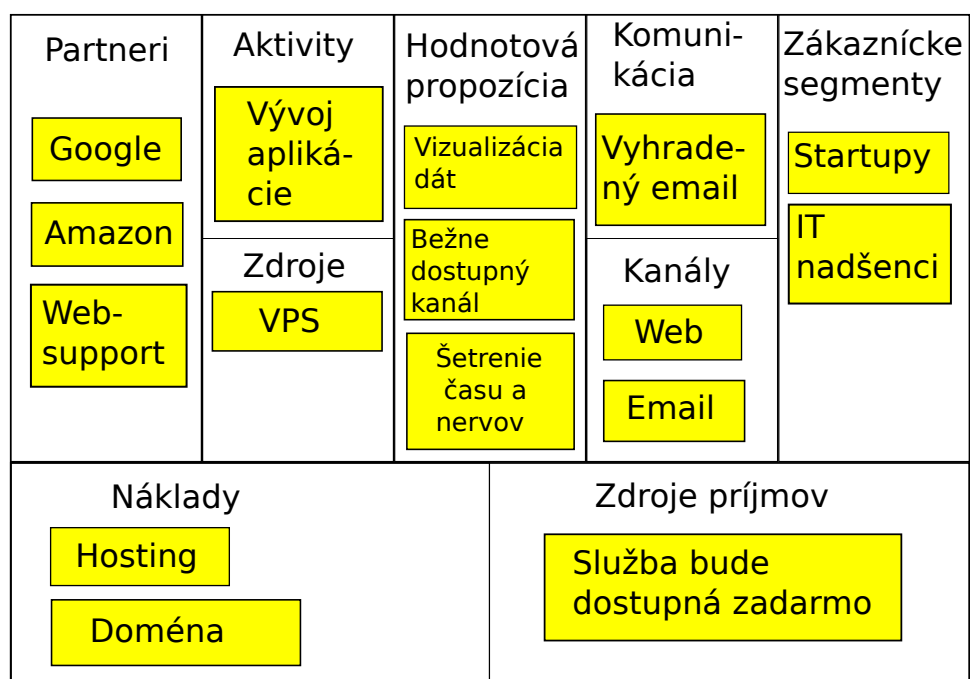 Partneri
Google
Amazon
Web-
support
Aktivity
Vývoj
apliká-
cie
Zdroje
VPS
Hodnotová
propozícia
Vizualizácia
dát
Bežne
dostupný
kanál
Šetrenie
času a
nervov
Komuni-
kácia
Vyhrade-
ný email
Kanály
Web
Email
Zákaznícke
segmenty
Startupy
IT
nadšenci
Náklady
Hosting
Doména
Zdroje príjmov
Služba bude
dostupná zadarmo